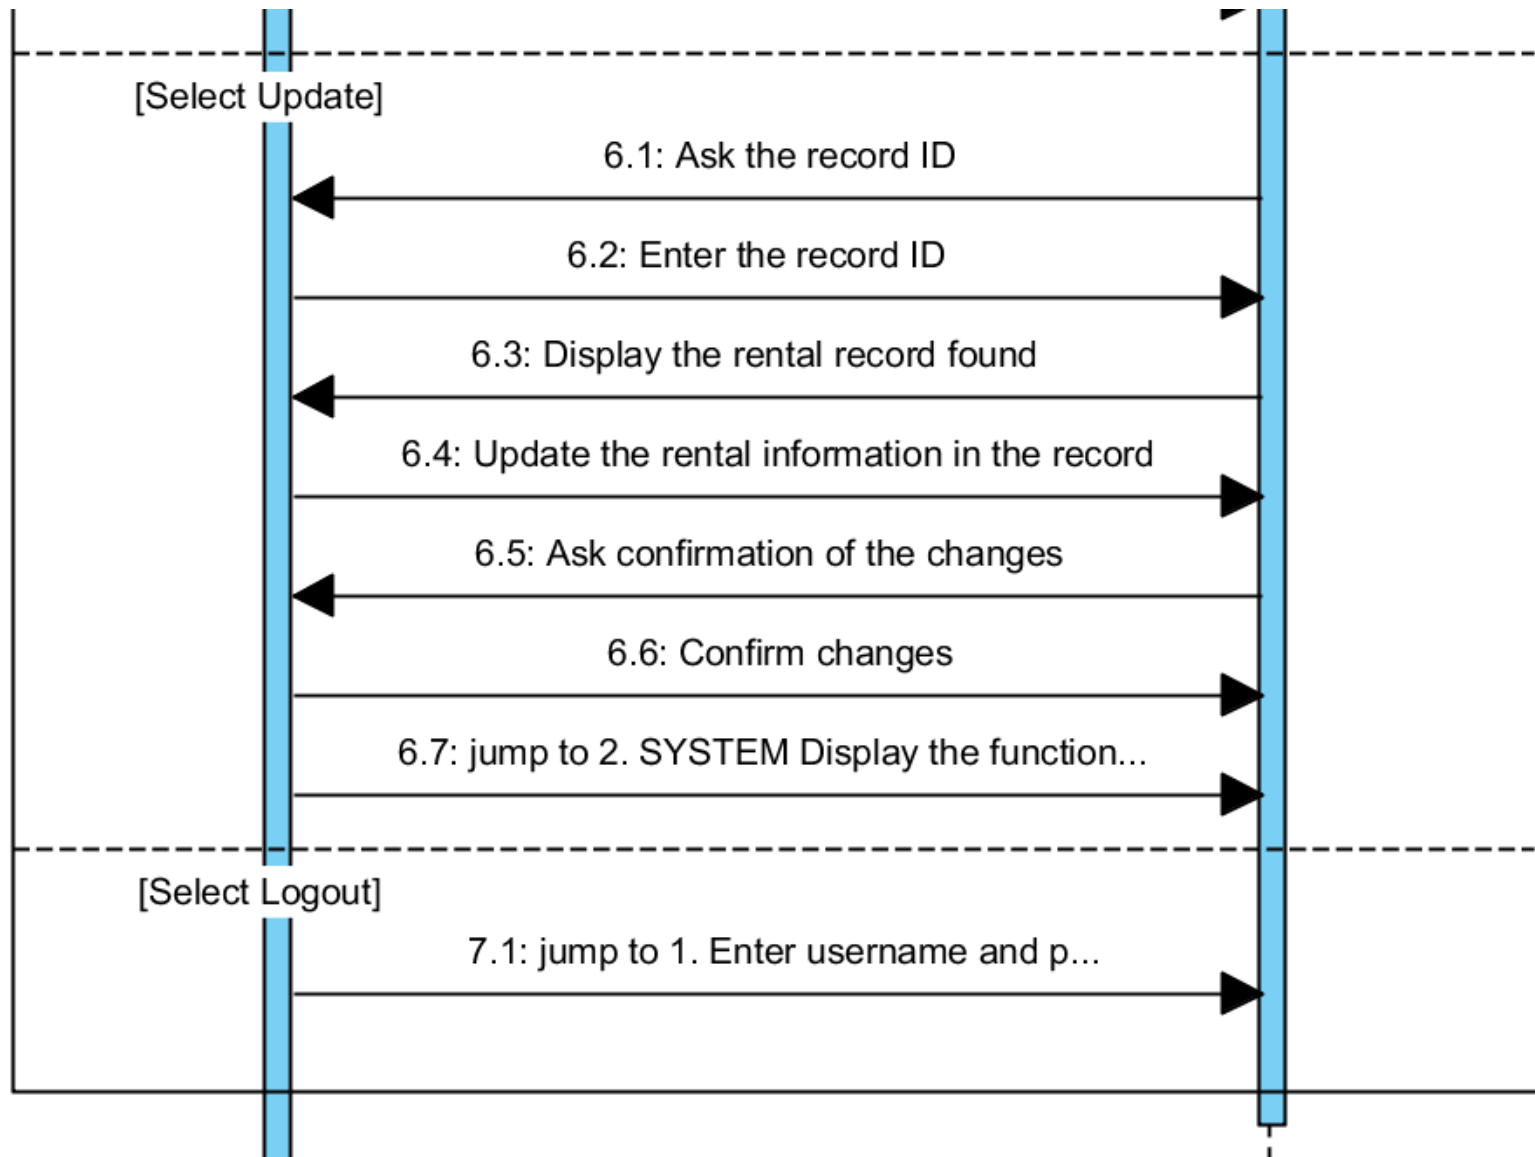 [Select Update]
6.1: Ask the record ID
6.2: Enter the record ID
6.3: Display the rental record found
6.4: Update the rental information in the record
6.5: Ask confirmation of the changes
6.6: Confirm changes
6.7: jump to 2. SYSTEM Display the function...
[Select Logout]
7.1: jump to 1. Enter username and p...